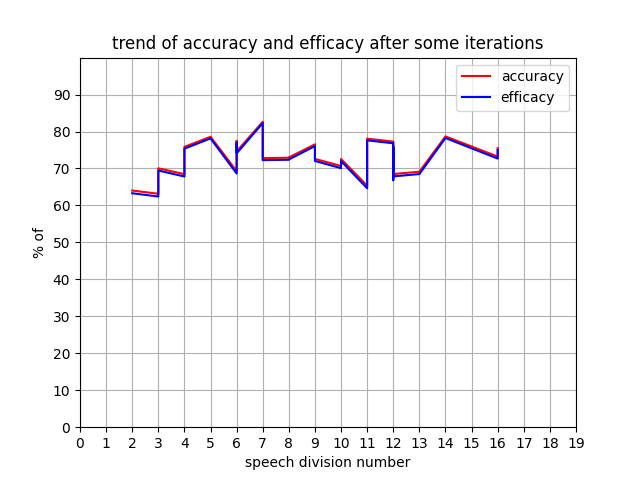 trend of accuracy and efficacy after some iterations
accuracy
efficacy
90
80
70
60
50
40
30
20
10
0
% of
0 1 2 3 4 5 6 7 8 9 10 11 12 13 14 15 16 17 18 19
speech division number